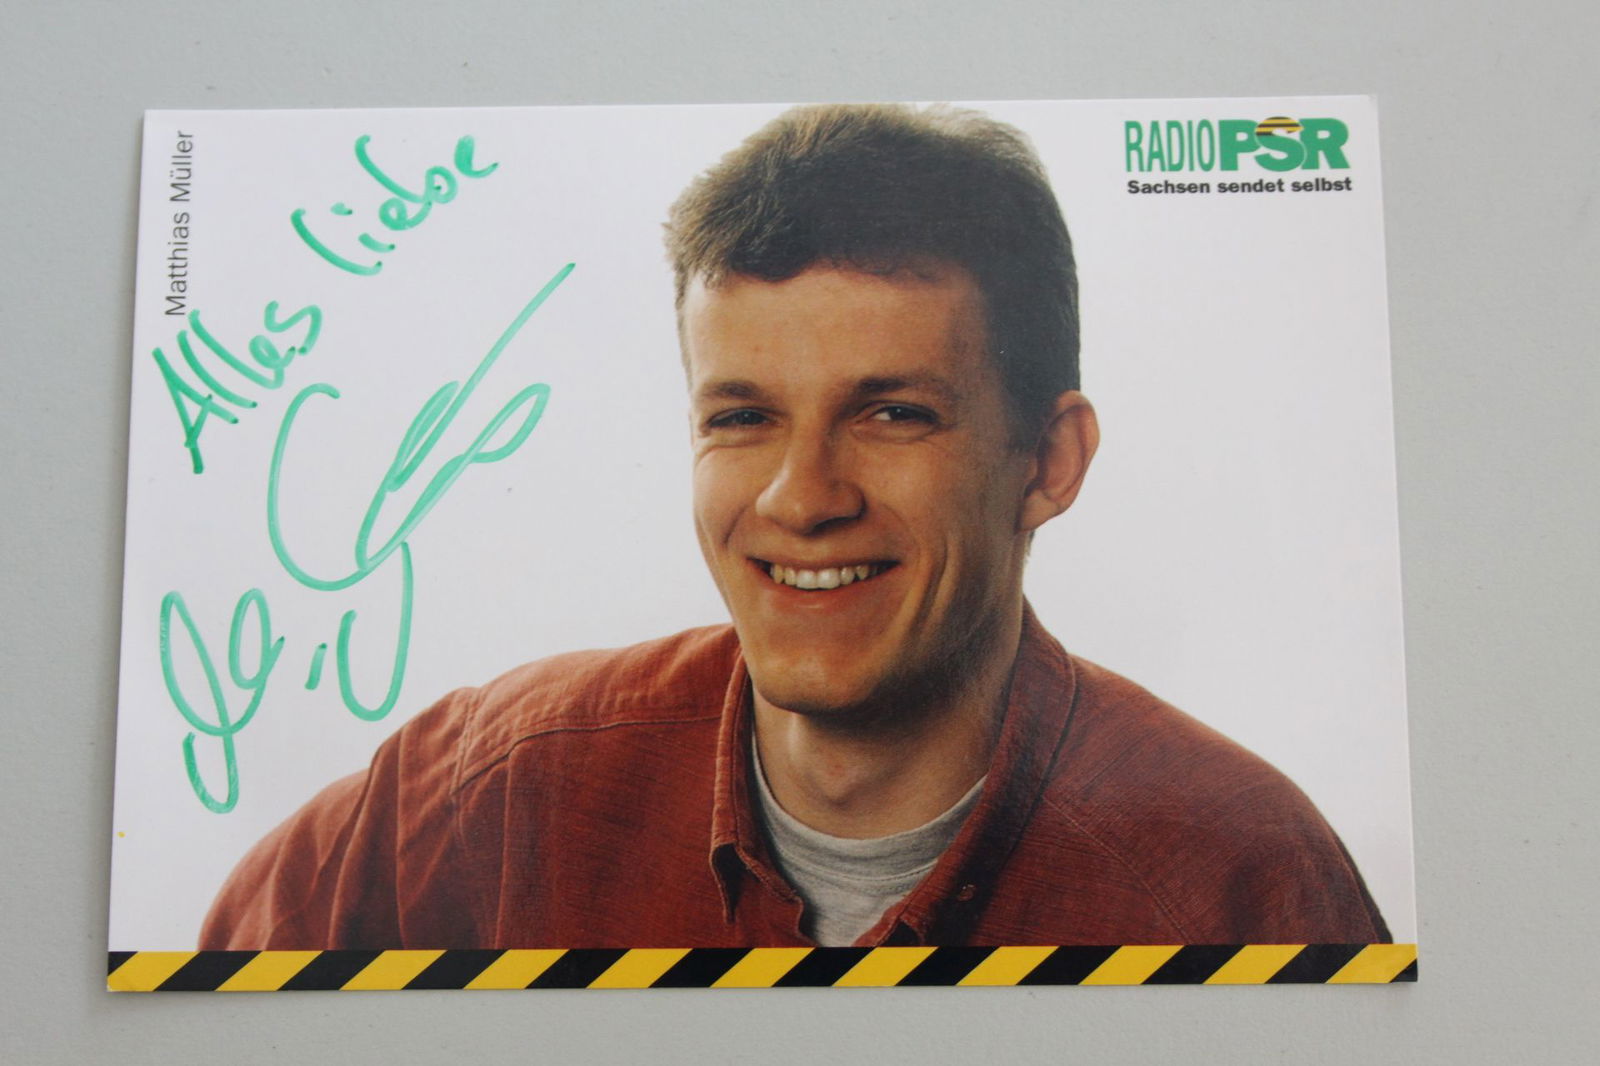 Matthias Müller
Alles liebe
RADIO PSR
Sachsen sendet selbst